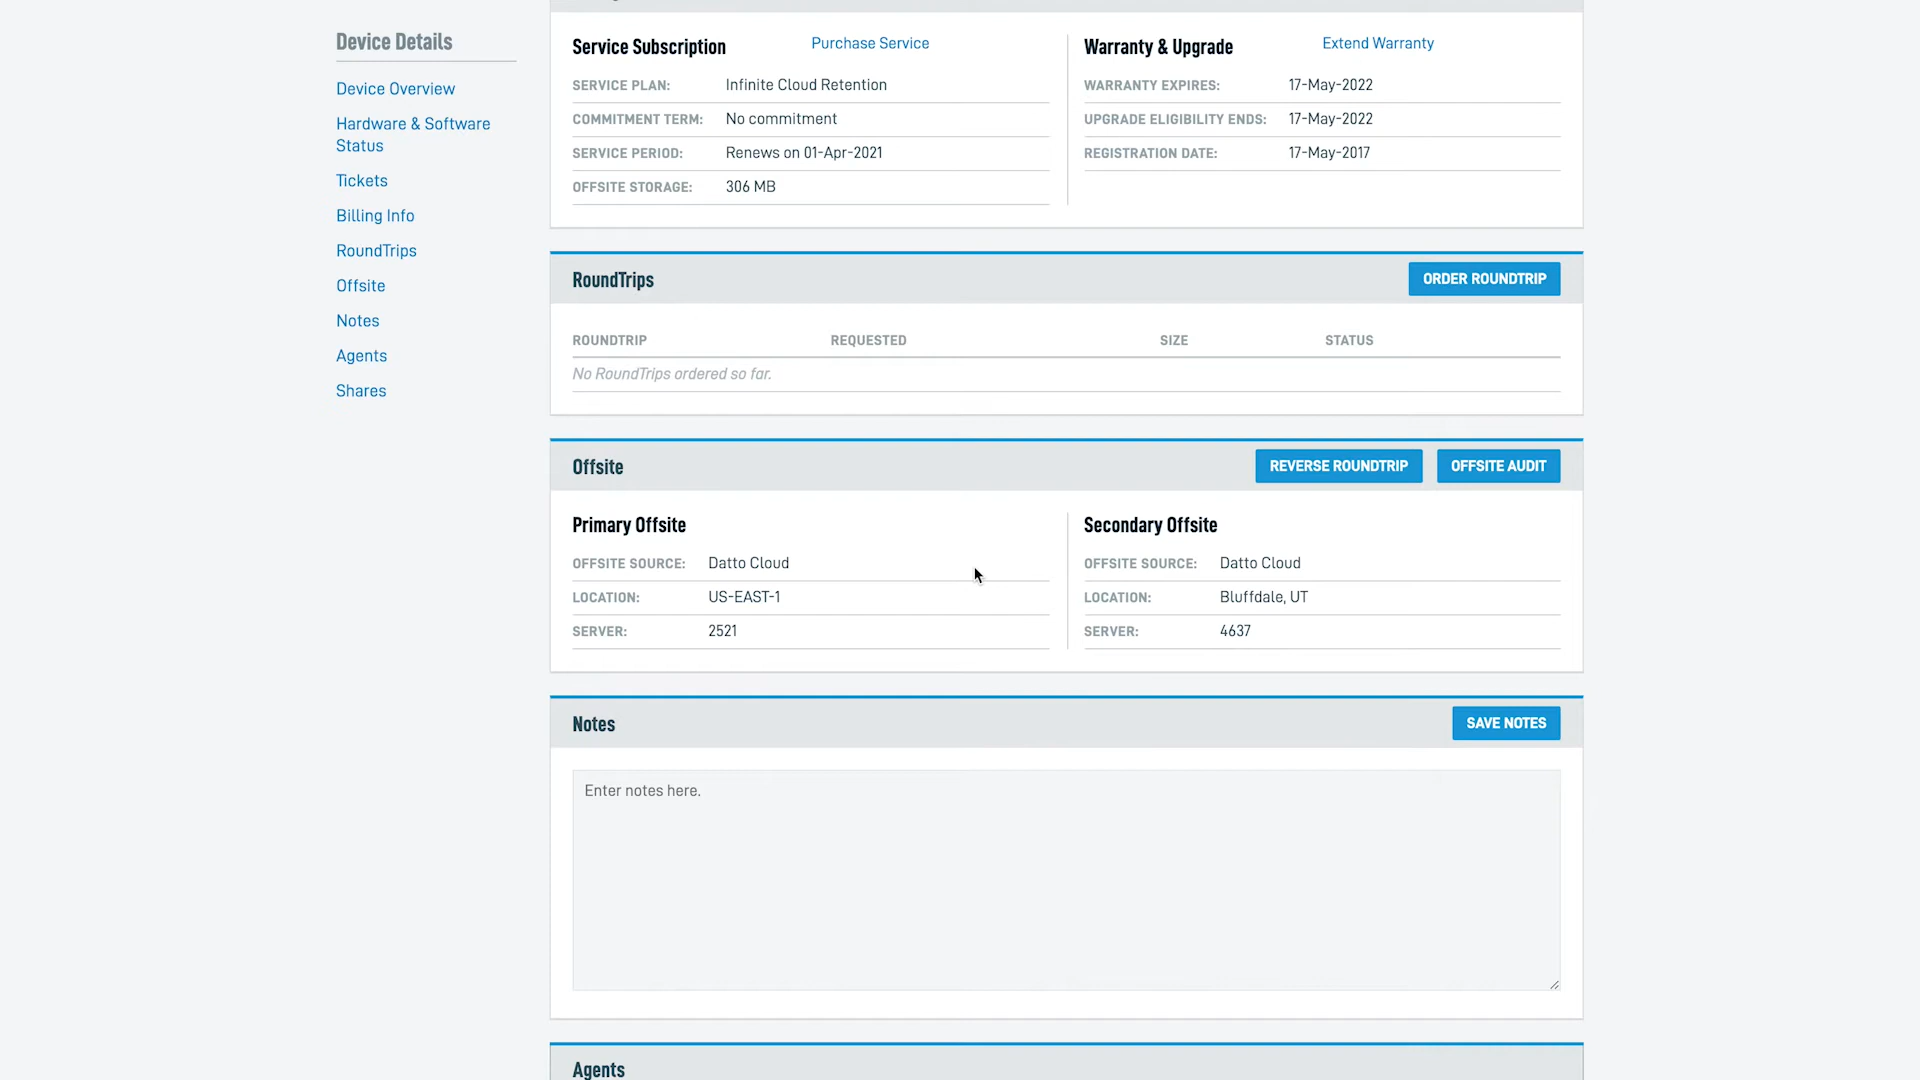 Device Details
Device Overview
Hardware & Software
Status
Tickets
Billing Info
RoundTrips
Offsite
Notes
Agents
Shares
Service Subscription Purchase Service
SERVICE PLAN: Infinite Cloud Retention
COMMITMENT TERM: No commitment
SERVICE PERIOD: Renews on 01-Apr-2021
OFFSITE STORAGE: 306 MB
Warranty & Upgrade Extend Warranty
WARRANTY EXPIRES: 17-May-2022
UPGRADE ELIGIBILITY ENDS: 17-May-2022
REGISTRATION DATE: 17-May-2017
RoundTrips ORDER ROUNDTRIP
ROUNDTRIP REQUESTED SIZE STATUS
No RoundTrips ordered so far.
Offsite REVERSE ROUNDTRIP OFFSITE AUDIT
Primary Offsite
OFFSITE SOURCE: Datto Cloud
LOCATION: US-EAST-1
SERVER: 2521
Secondary Offsite
OFFSITE SOURCE: Datto Cloud
LOCATION: Bluffdale, UT
SERVER: 4637
Notes SAVE NOTES
Enter notes here.
Agents